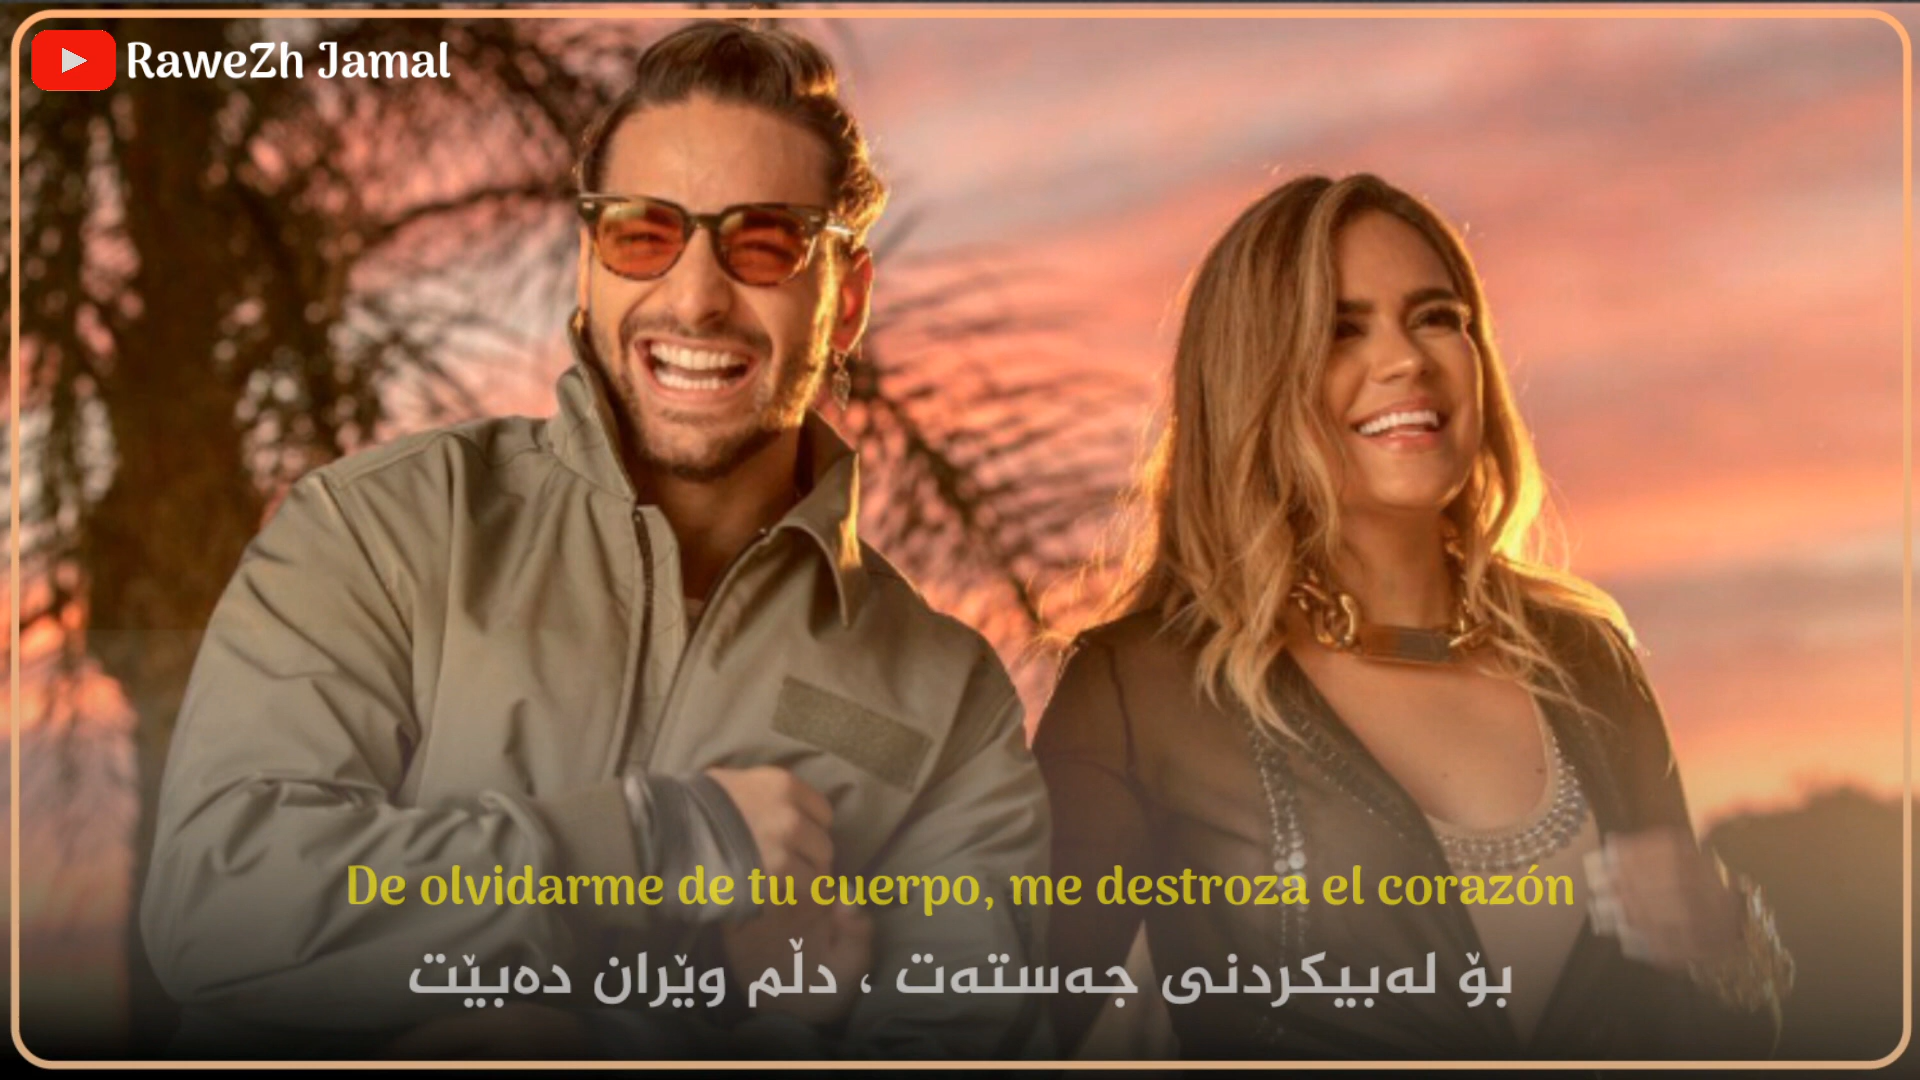 RaweZh Jamal
De olvidarme de tu cuerpo, me destroza el corazón
بۆ لەبیکردنی جەستەت ، دڵم وێران دەبێت